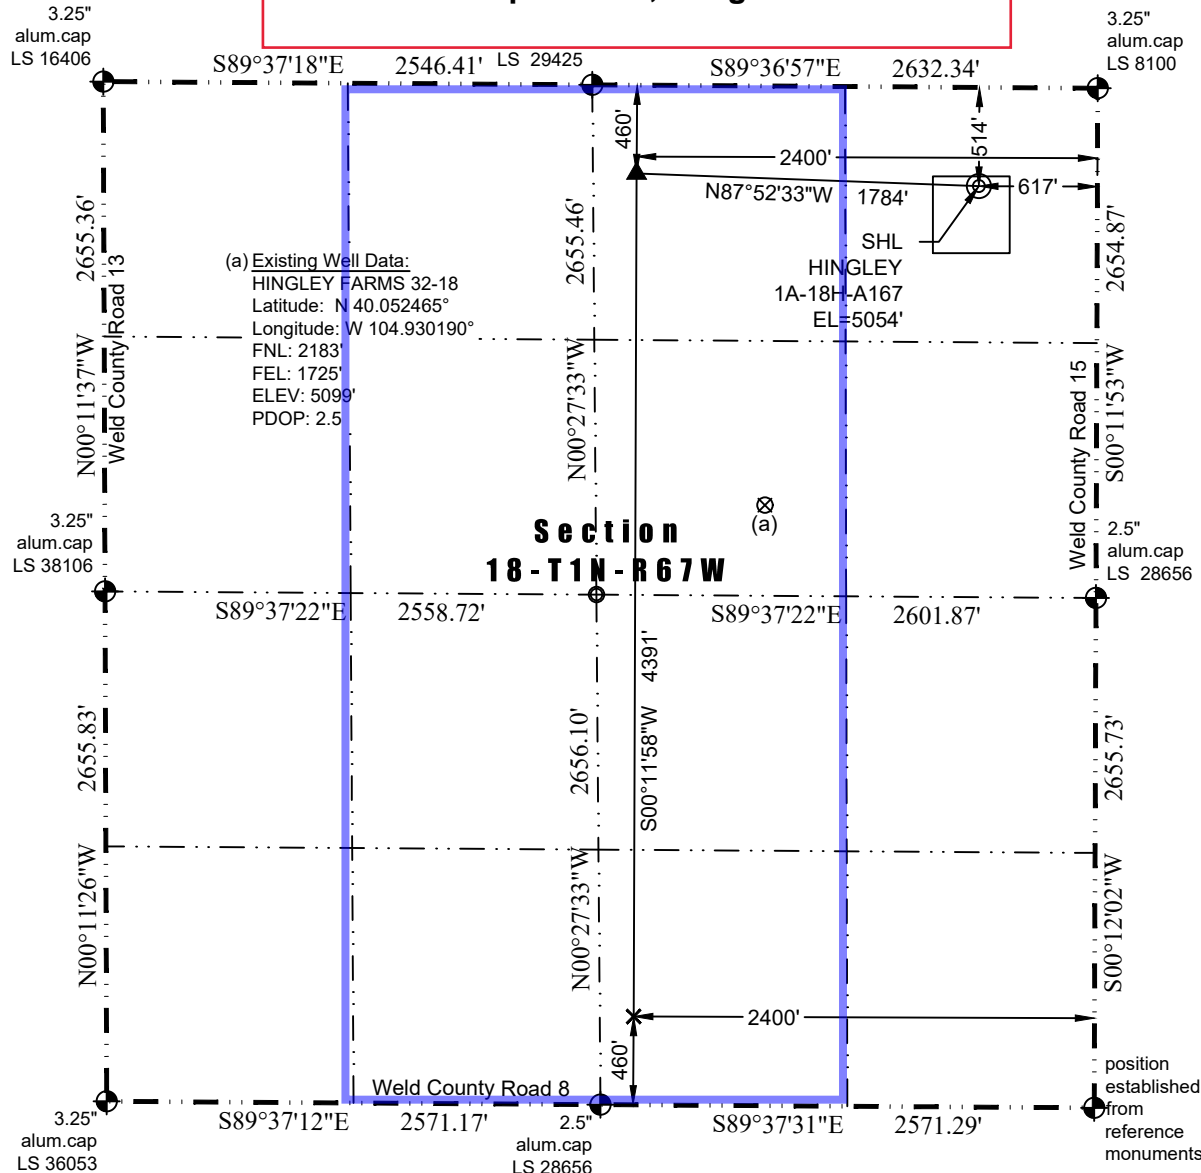 3.25"
alum.cap
LS 16406
3.25"
alum.cap
LS 8100
S89°37'18"E 2546.41' LS 29425 S89°36'57"E 2632.34'
460'
514'
2400'
N87°52'33"W 1784'
617'
2655.36'
2655.46'
2654.87'
SHL
HINGLEY
1A-18H-A167
EL=5054'
(a) Existing Well Data:
HINGLEY FARMS 32-18
Latitude: N 40.052465°
Longitude: W 104.930190°
FNL: 2183'
FEL: 1725'
ELEV: 5099'
PDOP: 2.5
Weld County Road 13
N00°11'37"W
N00°27'33"W
Weld County Road 15
S00°11'53"W
(a)
3.25"
alum.cap
LS 38106
Section
18-T1N-R67W
2.5"
alum.cap
LS 28656
S89°37'22"E 2558.72' S89°37'22"E 2601.87'
4391'
S00°11'58"W
2655.83'
2656.10'
2655.73'
N00°11'26"W
N00°27'33"W
S00°12'02"W
2400'
460'
Weld County Road 8
position
established
from
reference
monuments
S89°37'12"E 2571.17' S89°37'31"E 2571.29'
3.25"
alum.cap
LS 36053
2.5"
alum.cap
LS 28656